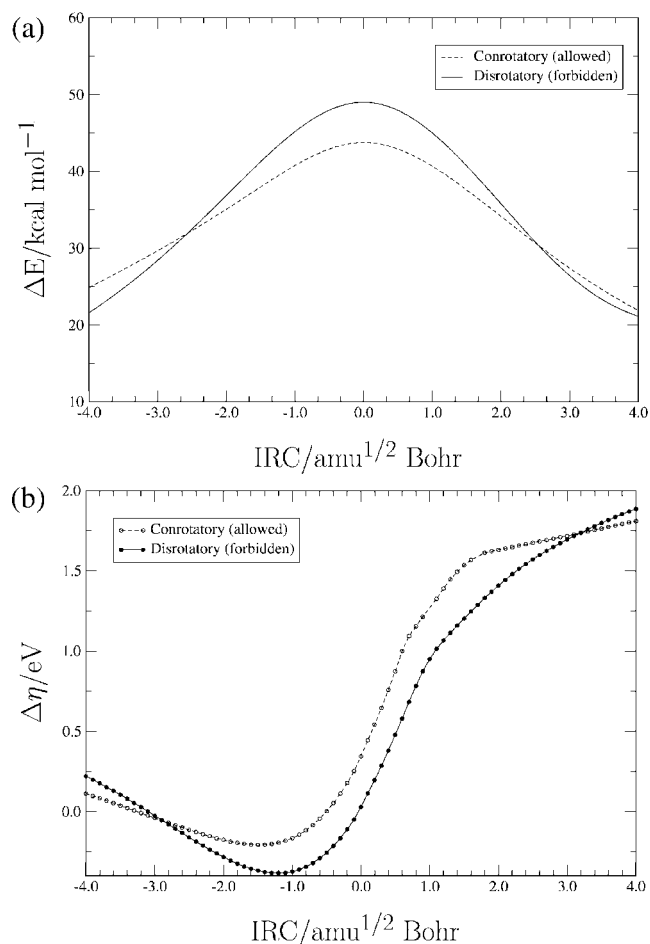 (a)
60
50
40
30
20
10
ΔE/kcal mol⁻¹
Conrotatory (allowed)
Disrotatory (forbidden)
-4.0 -3.0 -2.0 -1.0 0.0 1.0 2.0 3.0 4.0
IRC/amu^1/2 Bohr
(b)
2.0
1.5
1.0
0.5
0.0
Δη/eV
Conrotatory (allowed)
Disrotatory (forbidden)
-4.0 -3.0 -2.0 -1.0 0.0 1.0 2.0 3.0 4.0
IRC/amu^1/2 Bohr